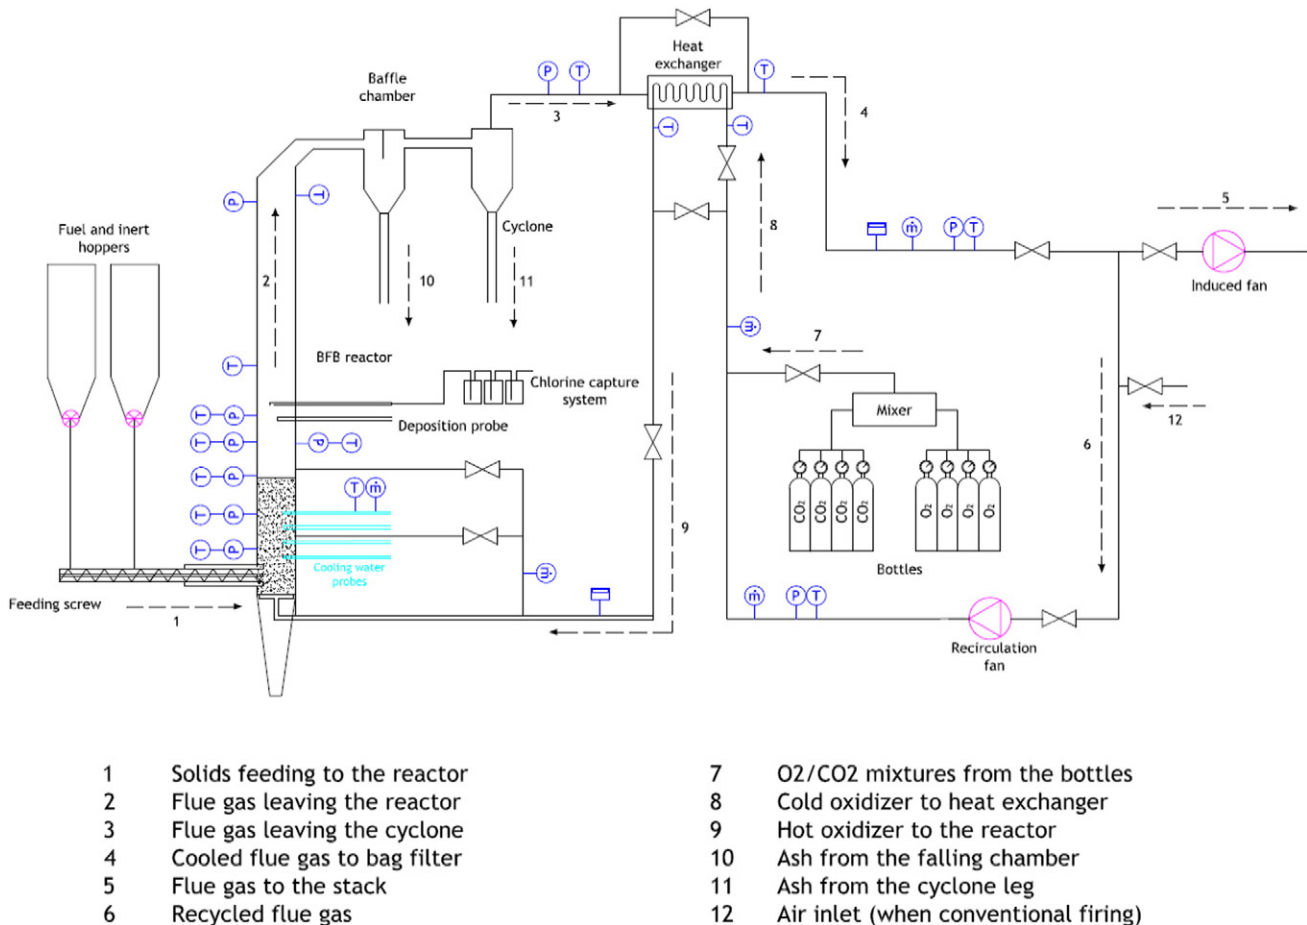 Heat
exchanger
P
T
T
Baffle
chamber
3
4
T
T
5
P
T
Cyclone
8
ṁ
P
T
Fuel and inert
hoppers
2
10
11
Induced fan
ṁ
7
BFB reactor
T
Chlorine capture
system
Mixer
12
T
P
Deposition probe
6
T
P
P
T
T
P
T
ṁ
CO2
CO2
CO2
CO2
O2
O2
O2
O2
T
P
9
T
P
Cooling water
probes
Bottles
ṁ
Feeding screw
1
ṁ
P
T
Recirculation
fan
1 Solids feeding to the reactor
2 Flue gas leaving the reactor
3 Flue gas leaving the cyclone
4 Cooled flue gas to bag filter
5 Flue gas to the stack
6 Recycled flue gas
7 O2/CO2 mixtures from the bottles
8 Cold oxidizer to heat exchanger
9 Hot oxidizer to the reactor
10 Ash from the falling chamber
11 Ash from the cyclone leg
12 Air inlet (when conventional firing)